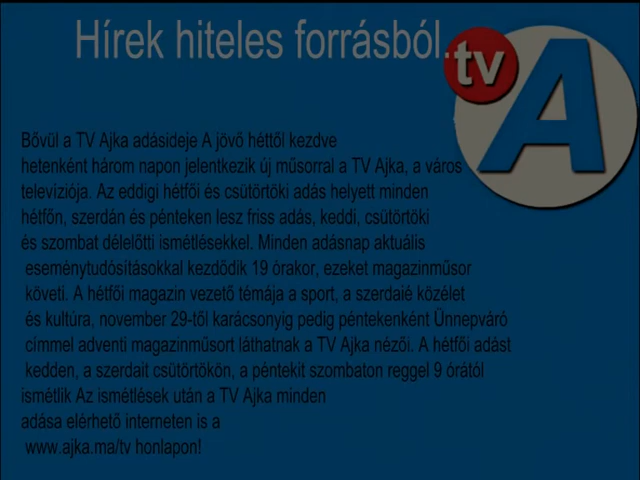 Hírek hiteles forrásból.
tv A
Bővül a TV Ajka adásideje A jövő héttől kezdve
hetenként három napon jelentkezik új műsorral a TV Ajka, a város
televíziója. Az eddigi hétfői és csütörtöki adás helyett minden
hétfőn, szerdán és pénteken lesz friss adás, keddi, csütörtöki
és szombat délelőtti ismétlésekkel. Minden adásnap aktuális
eseménytudósításokkal kezdődik 19 órakor, ezeket magazinműsor
követi. A hétfői magazin vezető témája a sport, a szerdaié közélet
és kultúra, november 29-től karácsonyig pedig péntekenként Ünnepváró
címmel adventi magazinműsort láthatnak a TV Ajka nézői. A hétfői adást
kedden, a szerdait csütörtökön, a péntekit szombaton reggel 9 órától
ismétlik Az ismétlések után a TV Ajka minden
adása elérhető interneten is a
www.ajka.ma/tv honlapon!